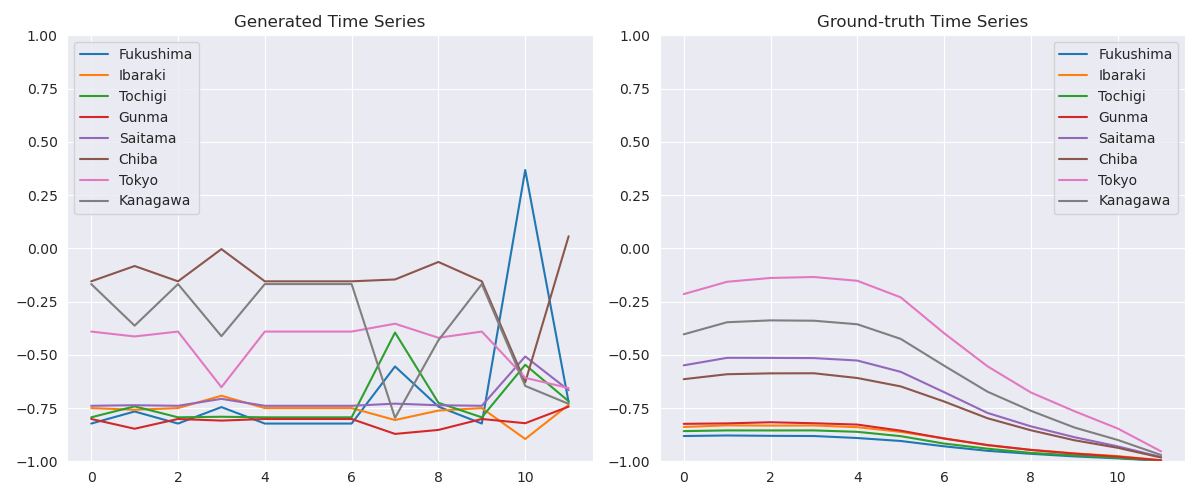 Generated Time Series
1.00
0.75
0.50
0.25
0.00
−0.25
−0.50
−0.75
−1.00
0
2
4
6
8
10
Fukushima
Ibaraki
Tochigi
Gunma
Saitama
Chiba
Tokyo
Kanagawa
Ground-truth Time Series
1.00
0.75
0.50
0.25
0.00
−0.25
−0.50
−0.75
−1.00
0
2
4
6
8
10
Fukushima
Ibaraki
Tochigi
Gunma
Saitama
Chiba
Tokyo
Kanagawa